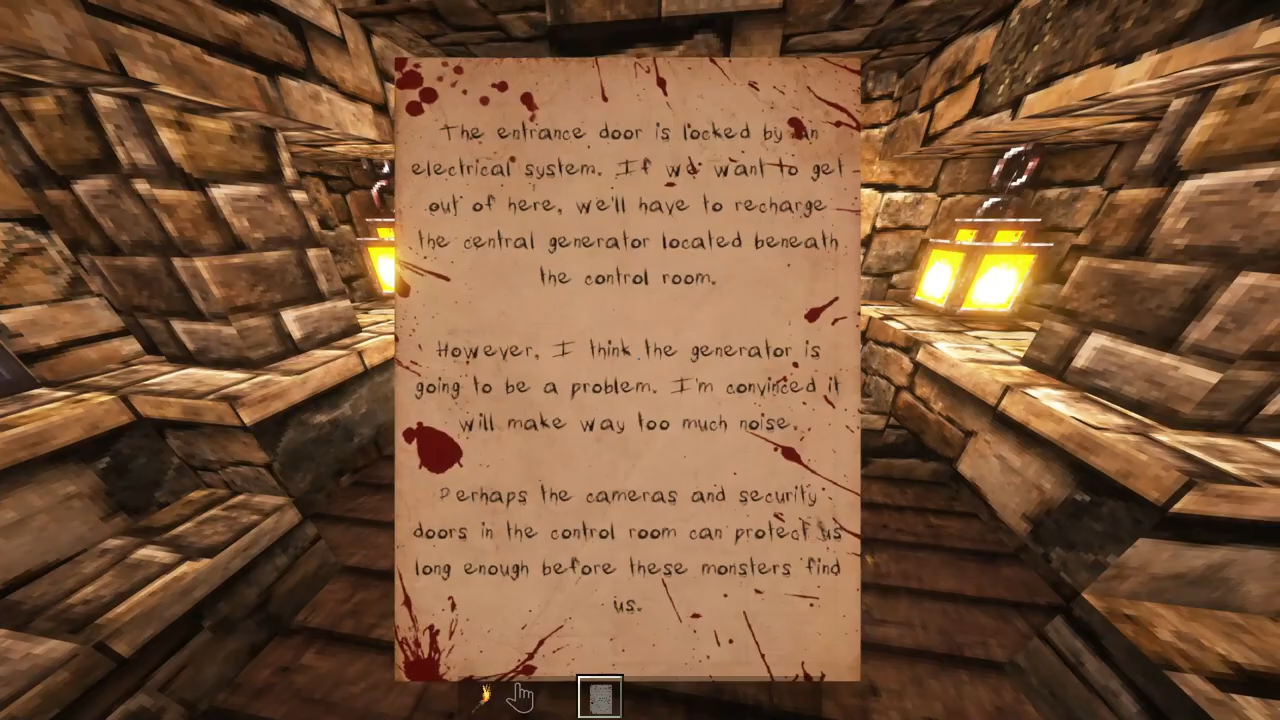 The entrance door is locked by an
electrical system. If we want to get
out of here, we'll have to recharge
the central generator located beneath
the control room.
However, I think the generator is
going to be a problem. I'm convinced it
will make way too much noise.
Perhaps the cameras and security
doors in the control room can protect us
long enough before these monsters find
us.